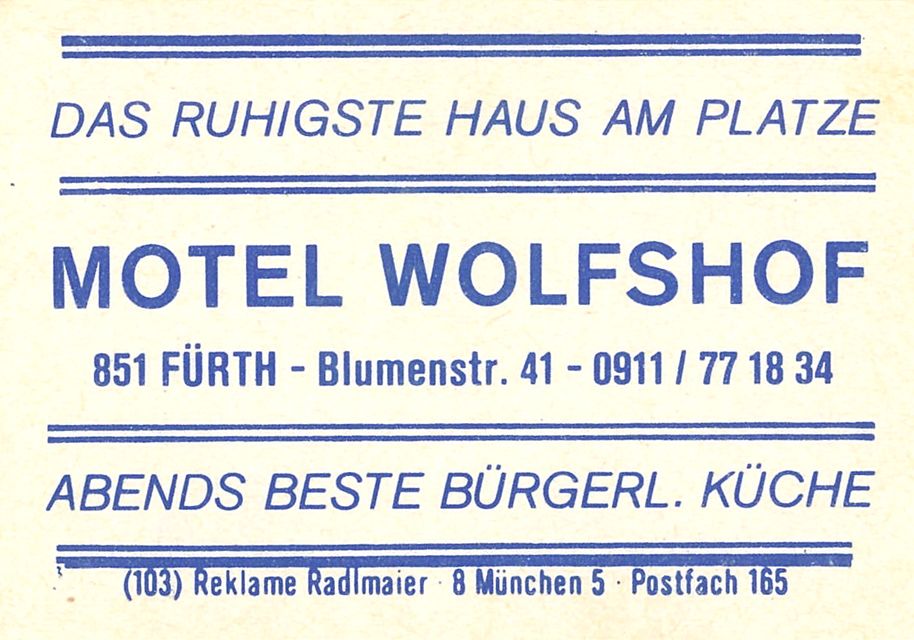 DAS RUHIGSTE HAUS AM PLATZE
MOTEL WOLFSHOF
851 FÜRTH - Blumenstr. 41 - 0911 / 77 18 34
ABENDS BESTE BÜRGERL. KÜCHE
(103) Reklame Radlmaier · 8 München 5 · Postfach 165